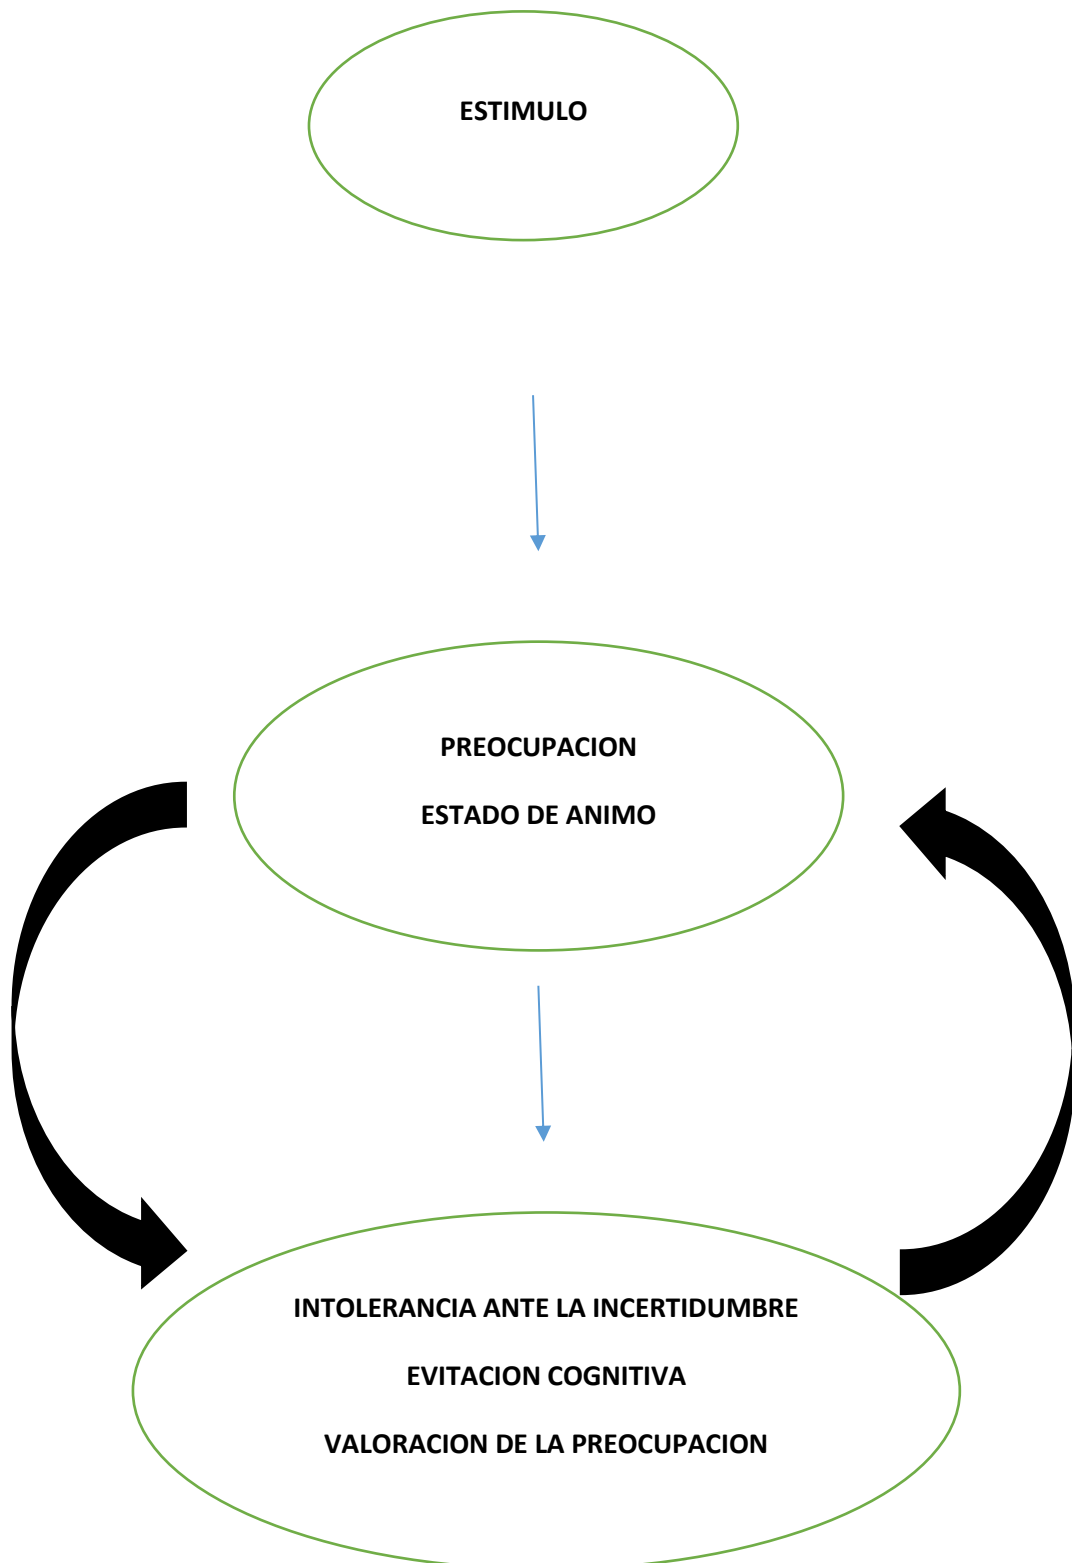 ESTIMULO
PREOCUPACION
ESTADO DE ANIMO
INTOLERANCIA ANTE LA INCERTIDUMBRE
EVITACION COGNITIVA
VALORACION DE LA PREOCUPACION